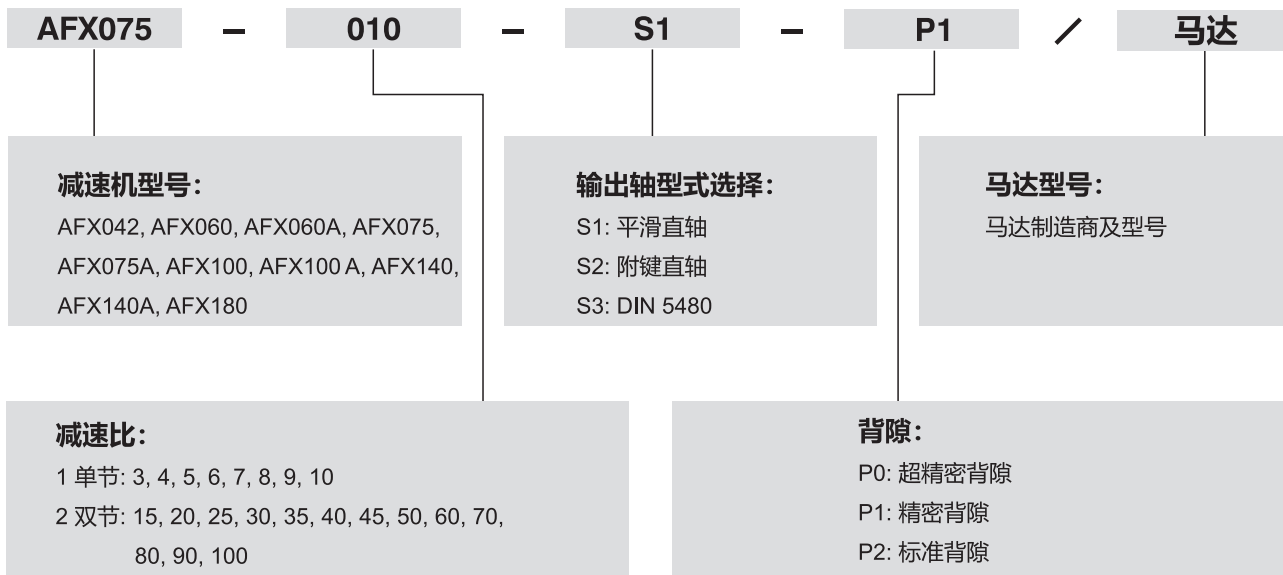 AFX075 – 010 – S1 – P1 / 马达
减速机型号：
AFX042, AFX060, AFX060A, AFX075,
AFX075A, AFX100, AFX100 A, AFX140,
AFX140A, AFX180
输出轴型式选择：
S1: 平滑直轴
S2: 附键直轴
S3: DIN 5480
马达型号：
马达制造商及型号
减速比：
1 单节: 3, 4, 5, 6, 7, 8, 9, 10
2 双节: 15, 20, 25, 30, 35, 40, 45, 50, 60, 70,
80, 90, 100
背隙：
P0: 超精密背隙
P1: 精密背隙
P2: 标准背隙